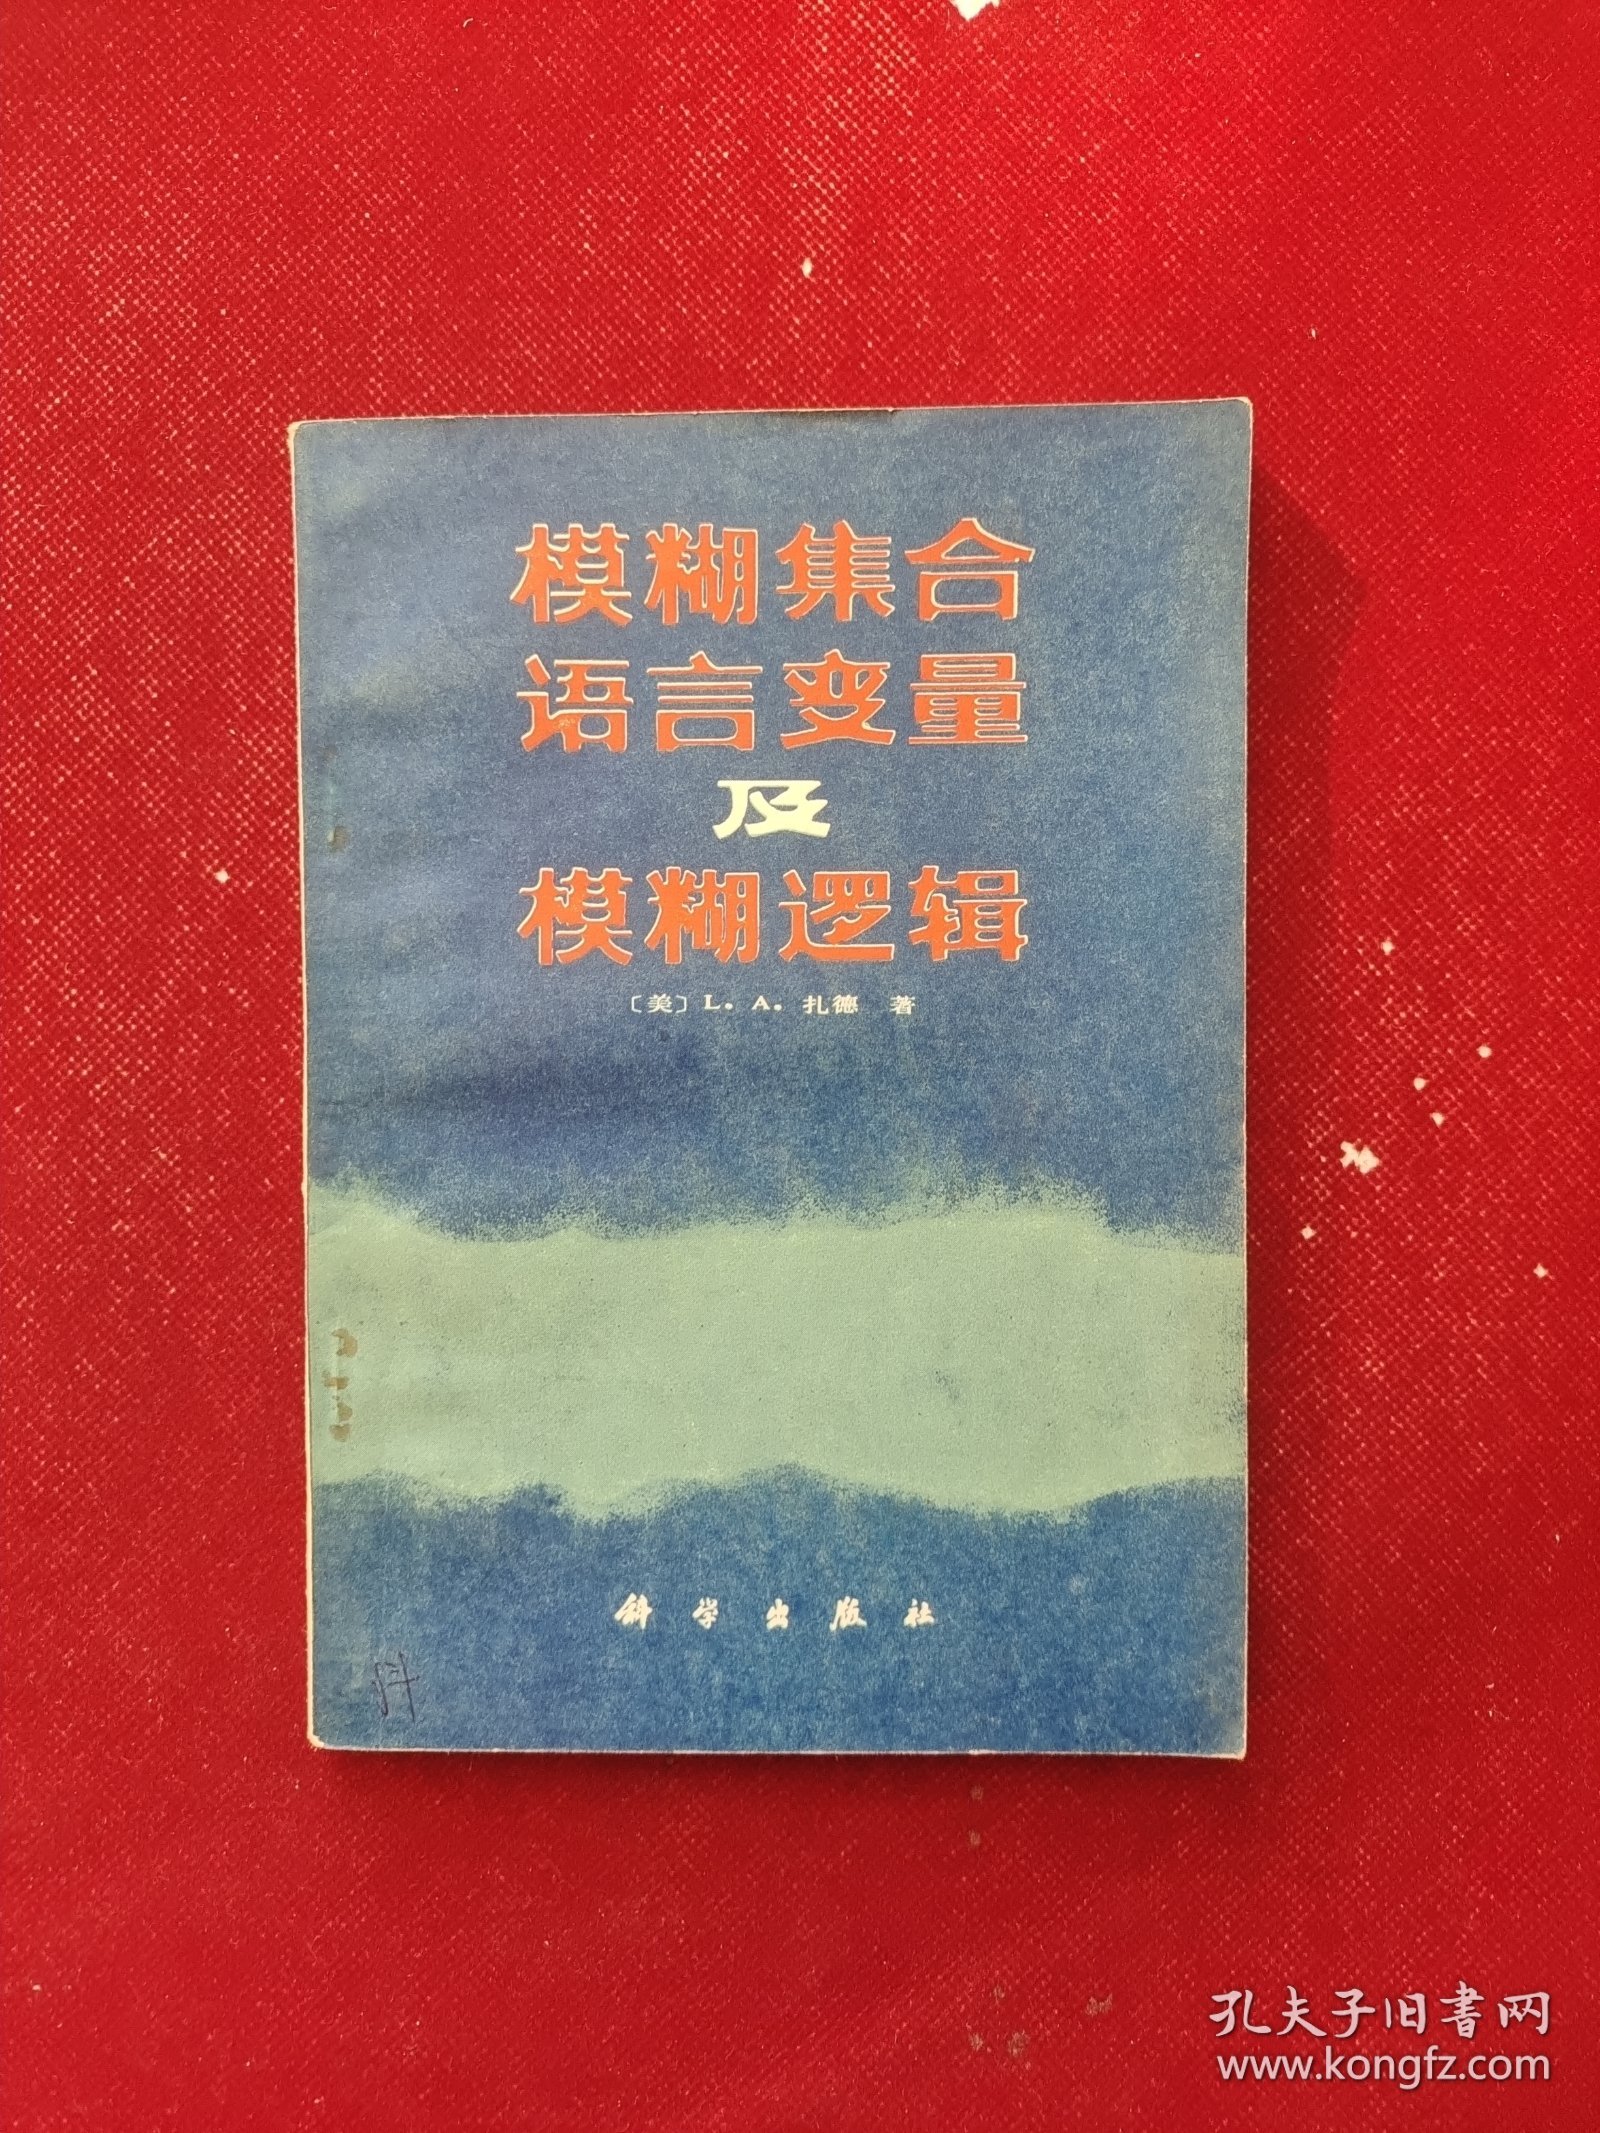 模糊集合
语言变量
及
模糊逻辑
〔美〕L. A. 扎德 著
科学出版社
孔夫子旧书网
www.kongfz.com